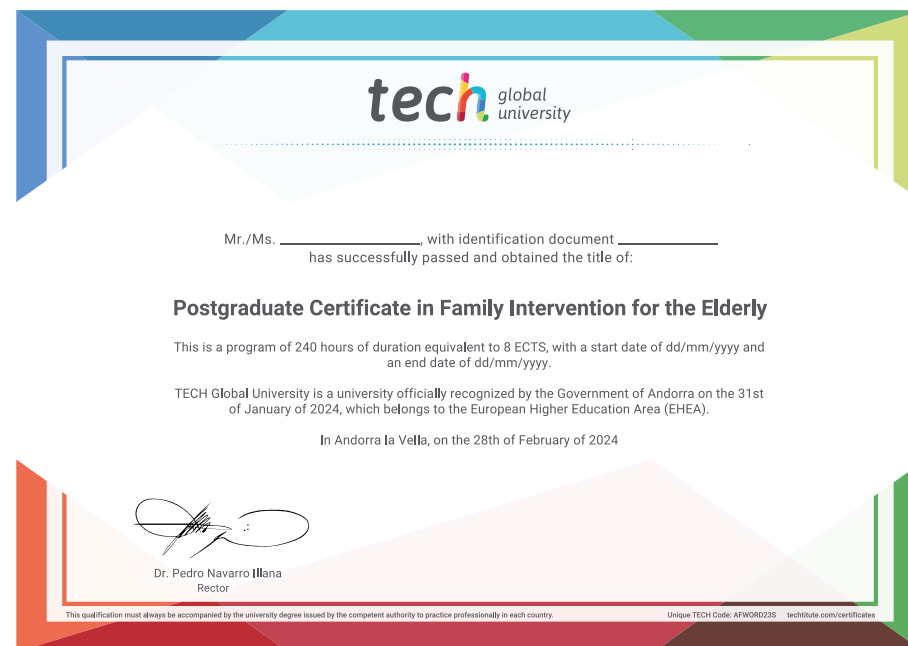 tech global
university
Mr./Ms. ____________, with identification document ____________
has successfully passed and obtained the title of:
Postgraduate Certificate in Family Intervention for the Elderly
This is a program of 240 hours of duration equivalent to 8 ECTS, with a start date of dd/mm/yyyy and
an end date of dd/mm/yyyy.
TECH Global University is a university officially recognized by the Government of Andorra on the 31st
of January of 2024, which belongs to the European Higher Education Area (EHEA).
In Andorra la Vella, on the 28th of February of 2024
Dr. Pedro Navarro Illana
Rector
This qualification must always be accompanied by the university degree issued by the competent authority to practice professionally in each country.
Unique TECH Code: AFWORD23S techtitute.com/certificates